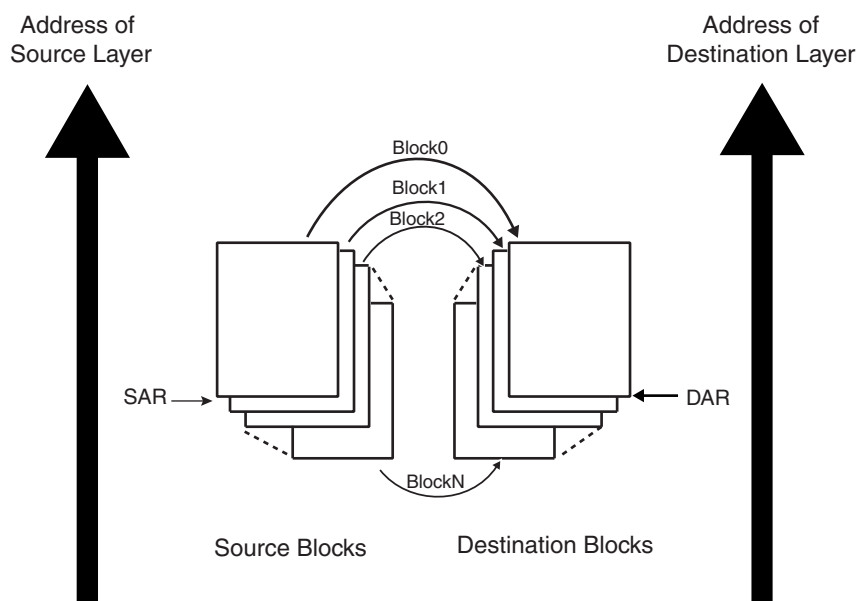 Address of
Source Layer
Address of
Destination Layer
Block0
Block1
Block2
SAR
DAR
BlockN
Source Blocks
Destination Blocks